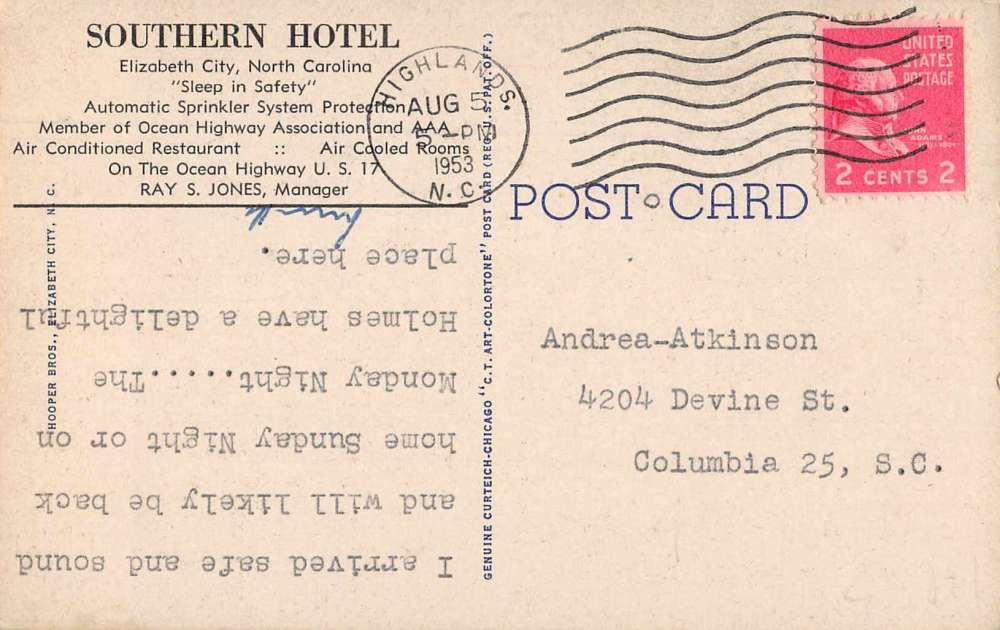 SOUTHERN HOTEL
Elizabeth City, North Carolina
"Sleep in Safety"
Automatic Sprinkler System Protection
Member of Ocean Highway Association and AAA
Air Conditioned Restaurant :: Air Cooled Rooms
On The Ocean Highway U. S. 17
RAY S. JONES, Manager
HIGHLANDS.
AUG 5
5 - PM
1953
N. C.
UNITED
STATES
POSTAGE
JOHN
ADAMS
2 CENTS 2
POST CARD
HOOPER BROS., ELIZABETH CITY, N. C.
GENUINE CURTEICH-CHICAGO "C.T. ART-COLORTONE" POST CARD (REG. U.S. PAT. OFF.)
I arrived safe and sound
and will likely be back
home Sunday Night or on
Monday Night......The
Holmes have a delightful
place here.
Andrea-Atkinson
4204 Devine St.
Columbia 25, S.C.